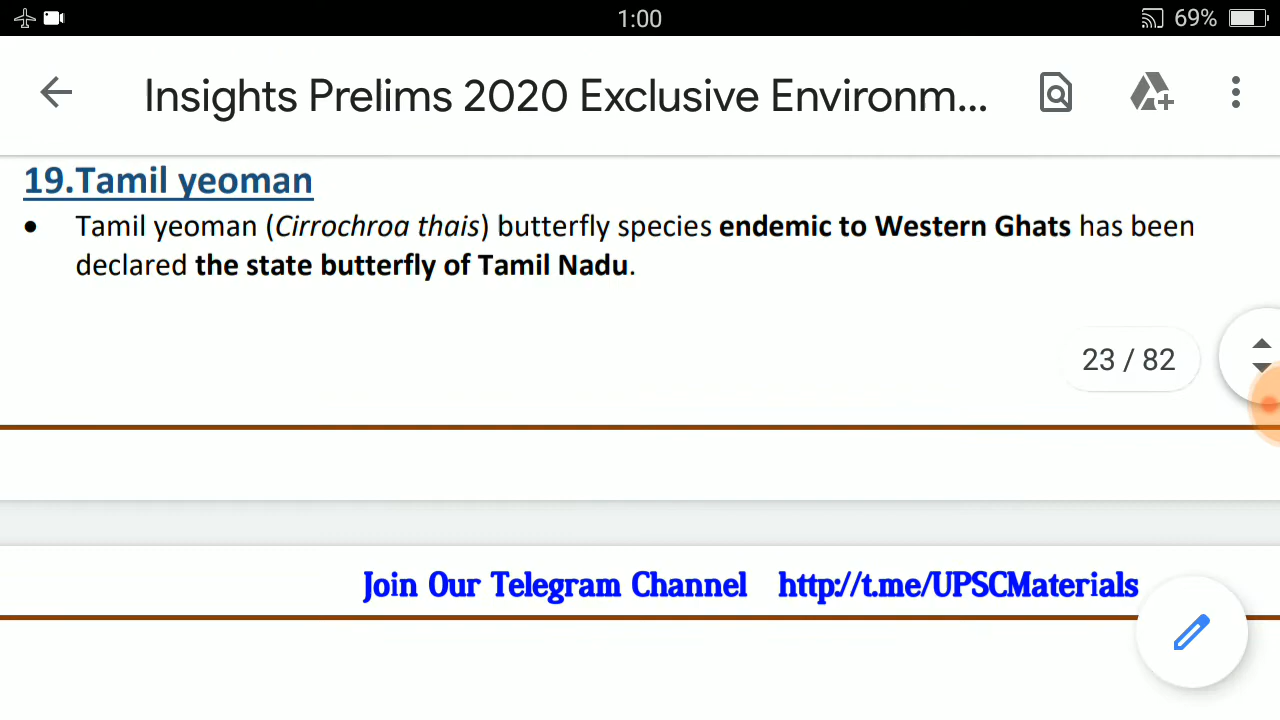 1:00
69%
Insights Prelims 2020 Exclusive Environm...
19.Tamil yeoman
• Tamil yeoman (Cirrochroa thais) butterfly species endemic to Western Ghats has been
declared the state butterfly of Tamil Nadu.
23 / 82
Join Our Telegram Channel http://t.me/UPSCMaterials